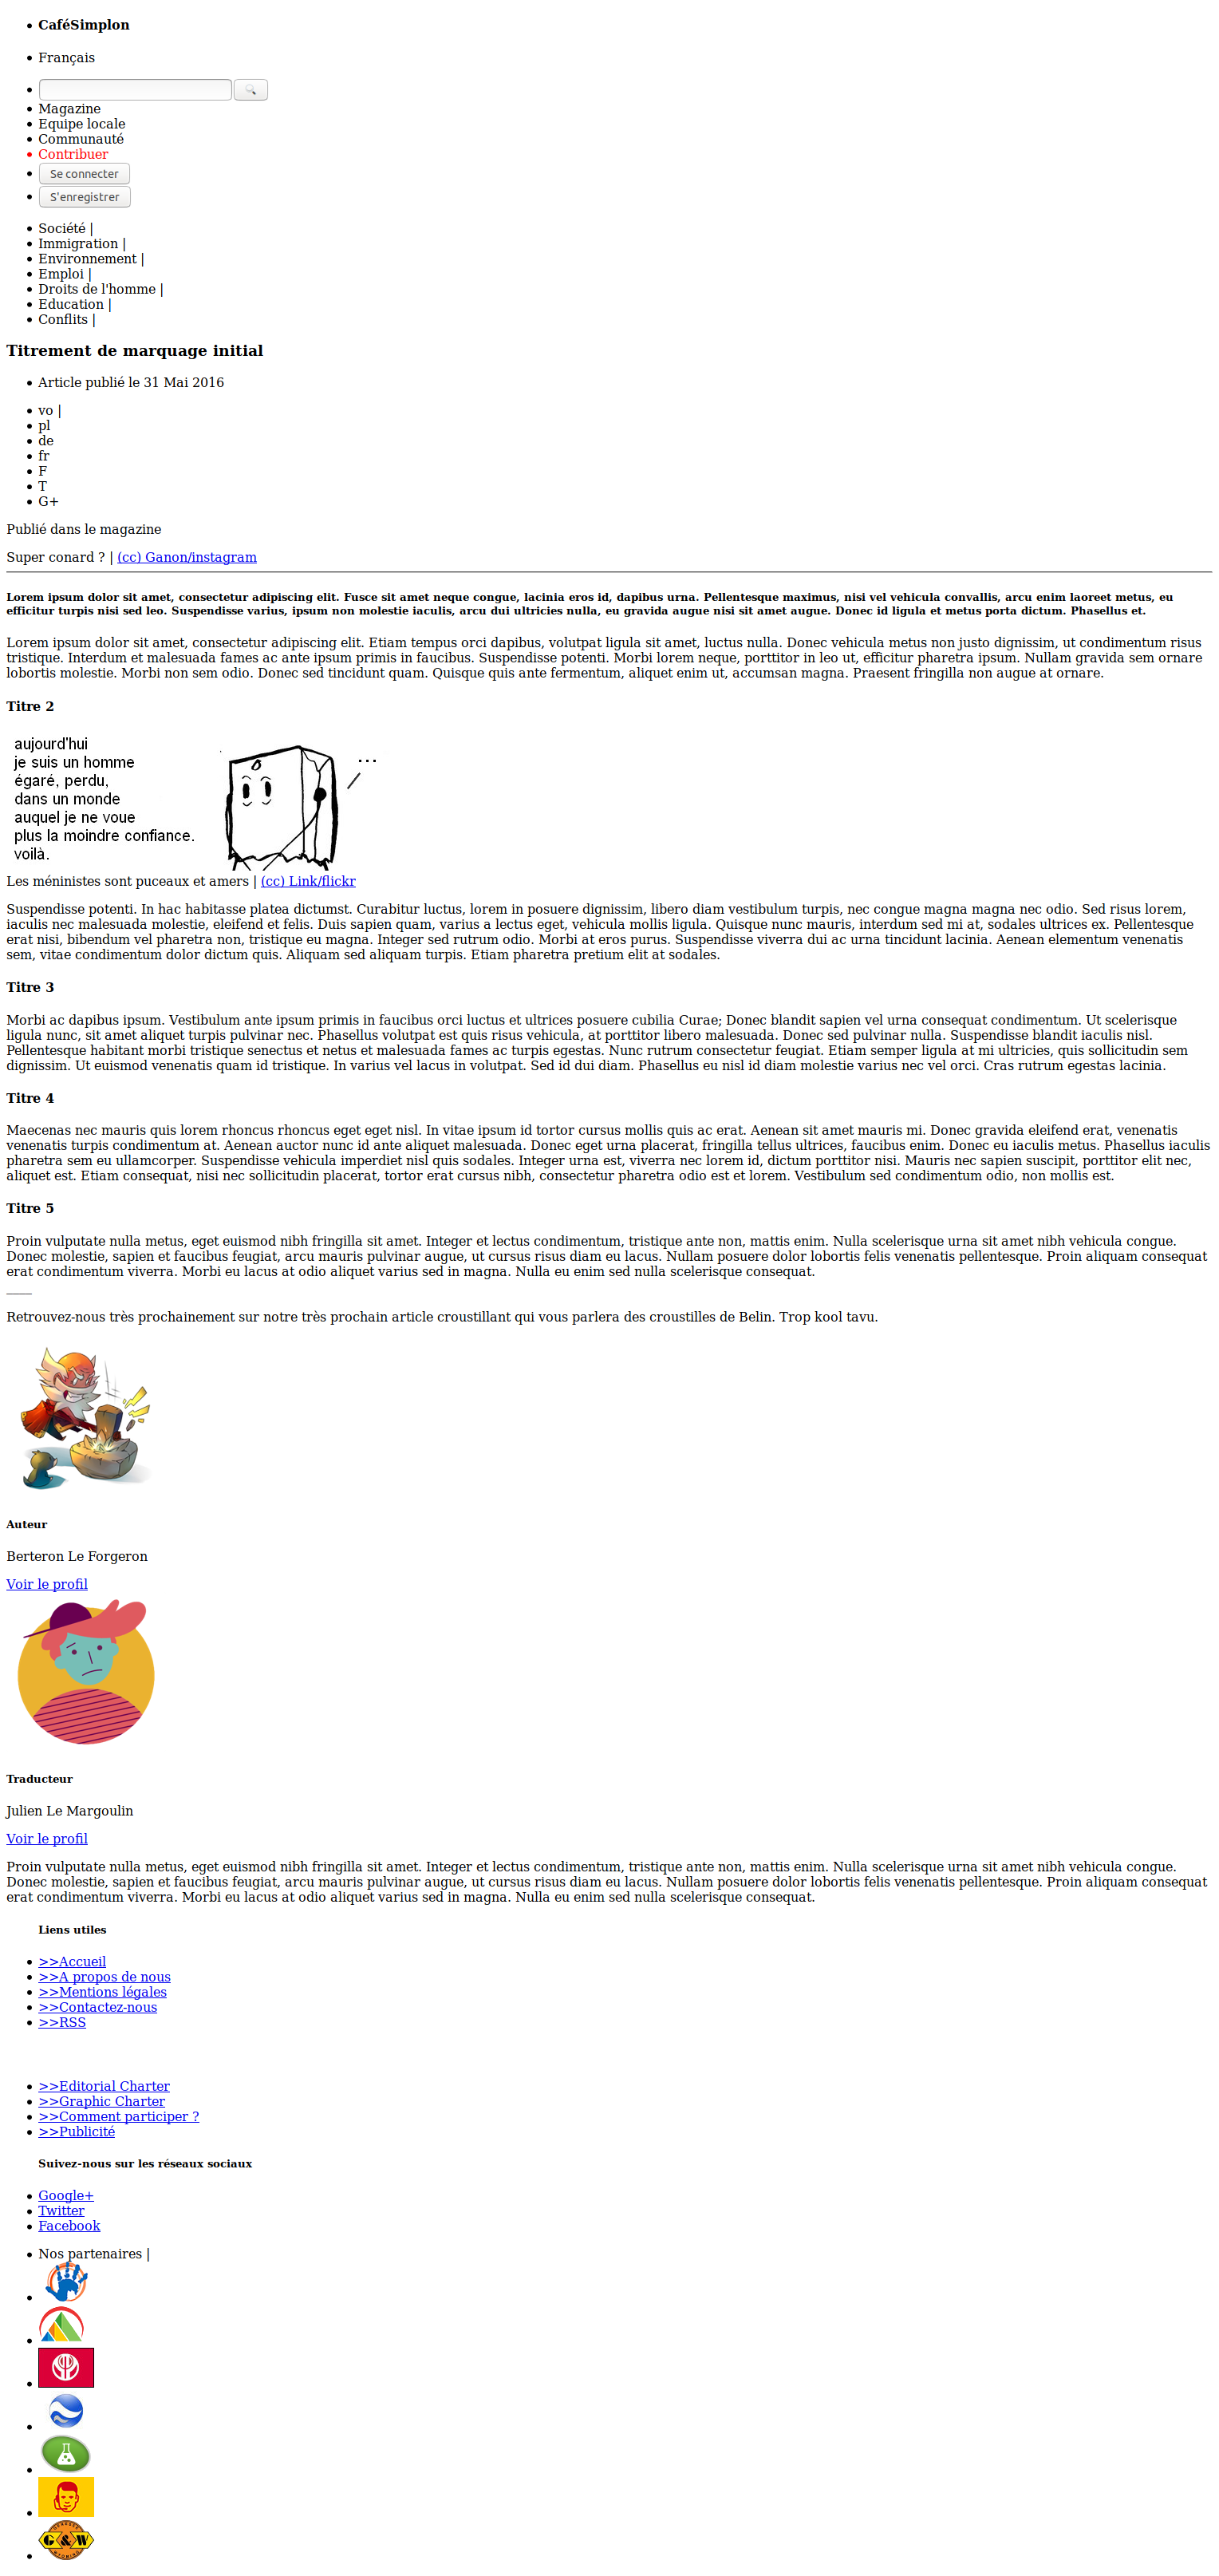 CaféSimplon
Français
Magazine
Equipe locale
Communauté
Contribuer
Se connecter
S'enregistrer
Société |
Immigration |
Environnement |
Emploi |
Droits de l'homme |
Education |
Conflits |
Titrement de marquage initial
Article publié le 31 Mai 2016
vo |
pl
de
fr
F
T
G+
Publié dans le magazine
Super conard ? | (cc) Ganon/instagram
Lorem ipsum dolor sit amet, consectetur adipiscing elit. Fusce sit amet neque congue, lacinia eros id, dapibus urna. Pellentesque maximus, nisi vel vehicula convallis, arcu enim laoreet metus, eu
efficitur turpis nisi sed leo. Suspendisse varius, ipsum non molestie iaculis, arcu dui ultricies nulla, eu gravida augue nisi sit amet augue. Donec id ligula et metus porta dictum. Phasellus et.
Lorem ipsum dolor sit amet, consectetur adipiscing elit. Etiam tempus orci dapibus, volutpat ligula sit amet, luctus nulla. Donec vehicula metus non justo dignissim, ut condimentum risus
tristique. Interdum et malesuada fames ac ante ipsum primis in faucibus. Suspendisse potenti. Morbi lorem neque, porttitor in leo ut, efficitur pharetra ipsum. Nullam gravida sem ornare
lobortis molestie. Morbi non sem odio. Donec sed tincidunt quam. Quisque quis ante fermentum, aliquet enim ut, accumsan magna. Praesent fringilla non augue at ornare.
Titre 2
aujourd'hui
je suis un homme
égaré, perdu,
dans un monde
auquel je ne voue
plus la moindre confiance.
voilà.
...
Les méninistes sont puceaux et amers | (cc) Link/flickr
Suspendisse potenti. In hac habitasse platea dictumst. Curabitur luctus, lorem in posuere dignissim, libero diam vestibulum turpis, nec congue magna magna nec odio. Sed risus lorem,
iaculis nec malesuada molestie, eleifend et felis. Duis sapien quam, varius a lectus eget, vehicula mollis ligula. Quisque nunc mauris, interdum sed mi at, sodales ultrices ex. Pellentesque
erat nisi, bibendum vel pharetra non, tristique eu magna. Integer sed rutrum odio. Morbi at eros purus. Suspendisse viverra dui ac urna tincidunt lacinia. Aenean elementum venenatis
sem, vitae condimentum dolor dictum quis. Aliquam sed aliquam turpis. Etiam pharetra pretium elit at sodales.
Titre 3
Morbi ac dapibus ipsum. Vestibulum ante ipsum primis in faucibus orci luctus et ultrices posuere cubilia Curae; Donec blandit sapien vel urna consequat condimentum. Ut scelerisque
ligula nunc, sit amet aliquet turpis pulvinar nec. Phasellus volutpat est quis risus vehicula, at porttitor libero malesuada. Donec sed pulvinar nulla. Suspendisse blandit iaculis nisl.
Pellentesque habitant morbi tristique senectus et netus et malesuada fames ac turpis egestas. Nunc rutrum consectetur feugiat. Etiam semper ligula at mi ultricies, quis sollicitudin sem
dignissim. Ut euismod venenatis quam id tristique. In varius vel lacus in volutpat. Sed id dui diam. Phasellus eu nisl id diam molestie varius nec vel orci. Cras rutrum egestas lacinia.
Titre 4
Maecenas nec mauris quis lorem rhoncus rhoncus eget eget nisl. In vitae ipsum id tortor cursus mollis quis ac erat. Aenean sit amet mauris mi. Donec gravida eleifend erat, venenatis
venenatis turpis condimentum at. Aenean auctor nunc id ante aliquet malesuada. Donec eget urna placerat, fringilla tellus ultrices, faucibus enim. Donec eu iaculis metus. Phasellus iaculis
pharetra sem eu ullamcorper. Suspendisse vehicula imperdiet nisl quis sodales. Integer urna est, viverra nec lorem id, dictum porttitor nisi. Mauris nec sapien suscipit, porttitor elit nec,
aliquet est. Etiam consequat, nisi nec sollicitudin placerat, tortor erat cursus nibh, consectetur pharetra odio est et lorem. Vestibulum sed condimentum odio, non mollis est.
Titre 5
Proin vulputate nulla metus, eget euismod nibh fringilla sit amet. Integer et lectus condimentum, tristique ante non, mattis enim. Nulla scelerisque urna sit amet nibh vehicula congue.
Donec molestie, sapien et faucibus feugiat, arcu mauris pulvinar augue, ut cursus risus diam eu lacus. Nullam posuere dolor lobortis felis venenatis pellentesque. Proin aliquam consequat
erat condimentum viverra. Morbi eu lacus at odio aliquet varius sed in magna. Nulla eu enim sed nulla scelerisque consequat.
____
Retrouvez-nous très prochainement sur notre très prochain article croustillant qui vous parlera des croustilles de Belin. Trop kool tavu.
Auteur
Berteron Le Forgeron
Voir le profil
Traducteur
Julien Le Margoulin
Voir le profil
Proin vulputate nulla metus, eget euismod nibh fringilla sit amet. Integer et lectus condimentum, tristique ante non, mattis enim. Nulla scelerisque urna sit amet nibh vehicula congue.
Donec molestie, sapien et faucibus feugiat, arcu mauris pulvinar augue, ut cursus risus diam eu lacus. Nullam posuere dolor lobortis felis venenatis pellentesque. Proin aliquam consequat
erat condimentum viverra. Morbi eu lacus at odio aliquet varius sed in magna. Nulla eu enim sed nulla scelerisque consequat.
Liens utiles
>>Accueil
>>A propos de nous
>>Mentions légales
>>Contactez-nous
>>RSS
>>Editorial Charter
>>Graphic Charter
>>Comment participer ?
>>Publicité
Suivez-nous sur les réseaux sociaux
Google+
Twitter
Facebook
Nos partenaires |
G&W
WYOMING